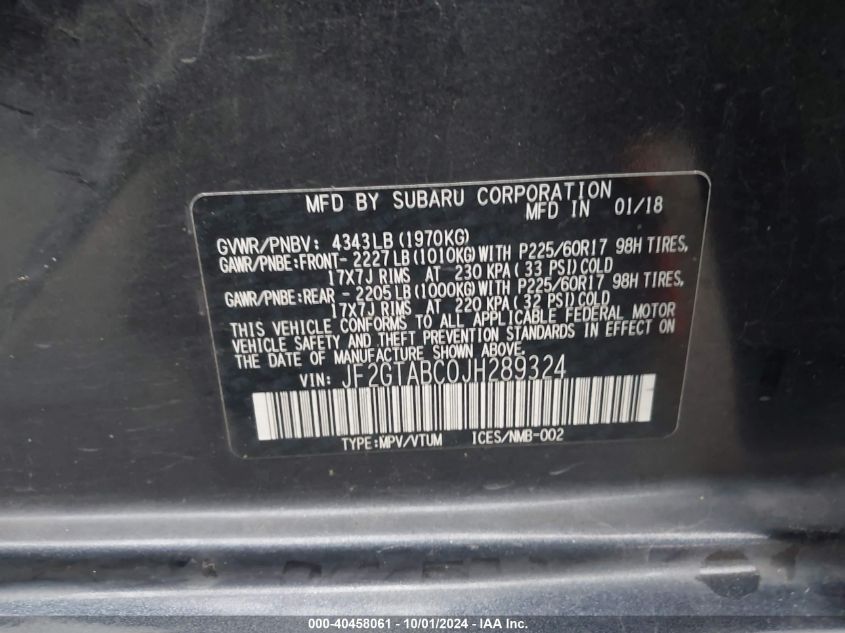 MFD BY SUBARU CORPORATION
MFD IN 01/18
GVWR/PNBV: 4343LB(1970KG)
GAWR/PNBE:FRONT- 2227LB(1010KG)WITH P225/60R17 98H TIRES,
17X7J RIMS AT 230 KPA( 33 PSI)COLD
GAWR/PNBE:REAR - 2205LB(1000KG)WITH P225/60R17 98H TIRES,
17X7J RIMS AT 220 KPA( 32 PSI)COLD
THIS VEHICLE CONFORMS TO ALL APPLICABLE FEDERAL MOTOR
VEHICLE SAFETY AND THEFT PREVENTION STANDARDS IN EFFECT ON
THE DATE OF MANUFACTURE SHOWN ABOVE.
VIN: JF2GTABC0JH289324
TYPE:MPV/VTUM ICES/NMB-002
000-40458061 - 10/01/2024 - IAA Inc.